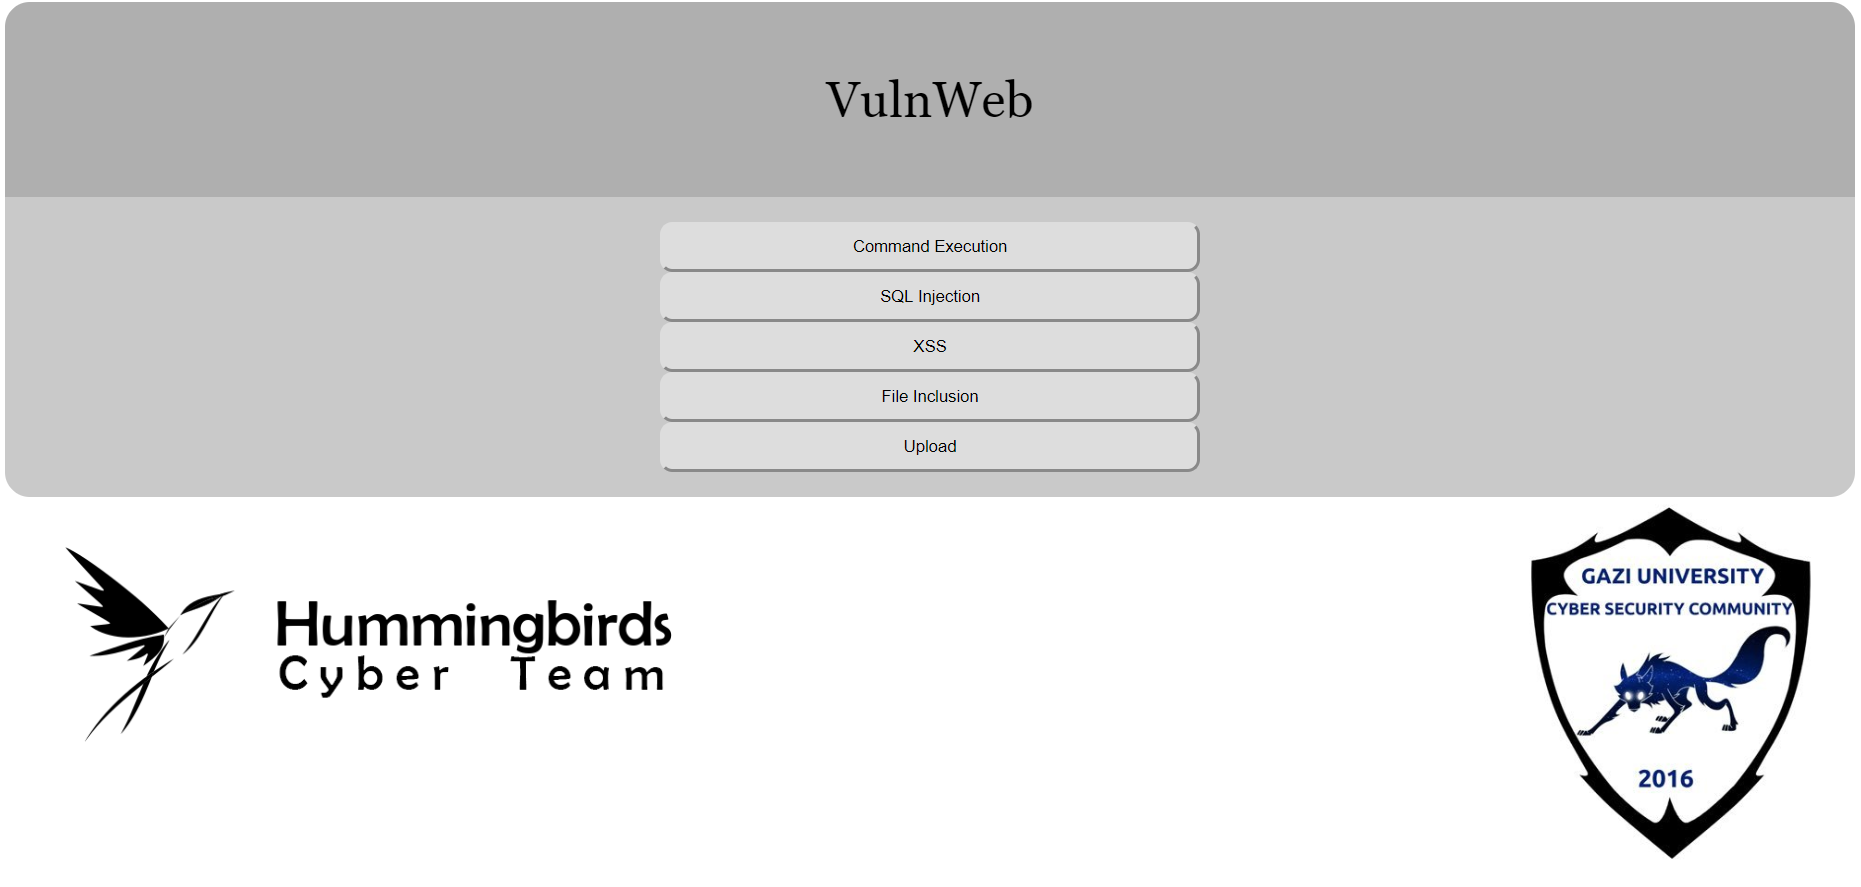 VulnWeb
Command Execution
SQL Injection
XSS
File Inclusion
Upload
Hummingbirds
Cyber Team
GAZI UNIVERSITY
CYBER SECURITY COMMUNITY
2016